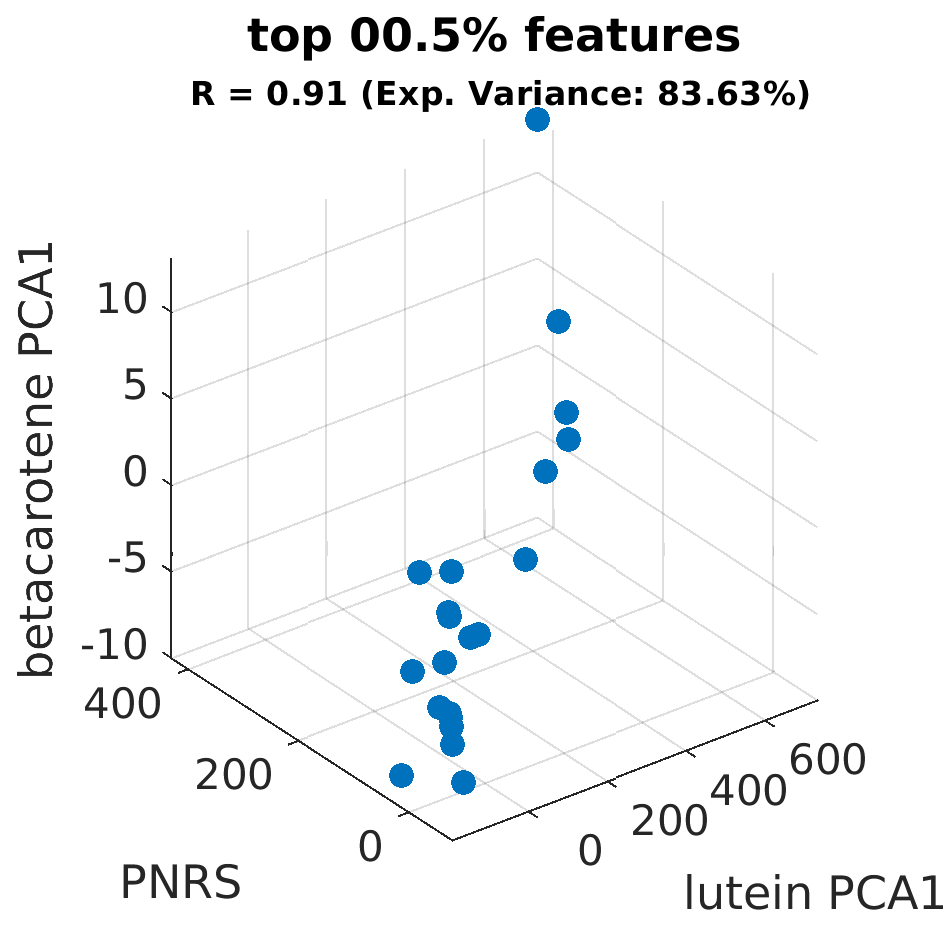 top 00.5% features
R = 0.91 (Exp. Variance: 83.63%)
betacarotene PCA1
10
5
0
-5
-10
400
200
0
PNRS
0
200
400
600
lutein PCA1